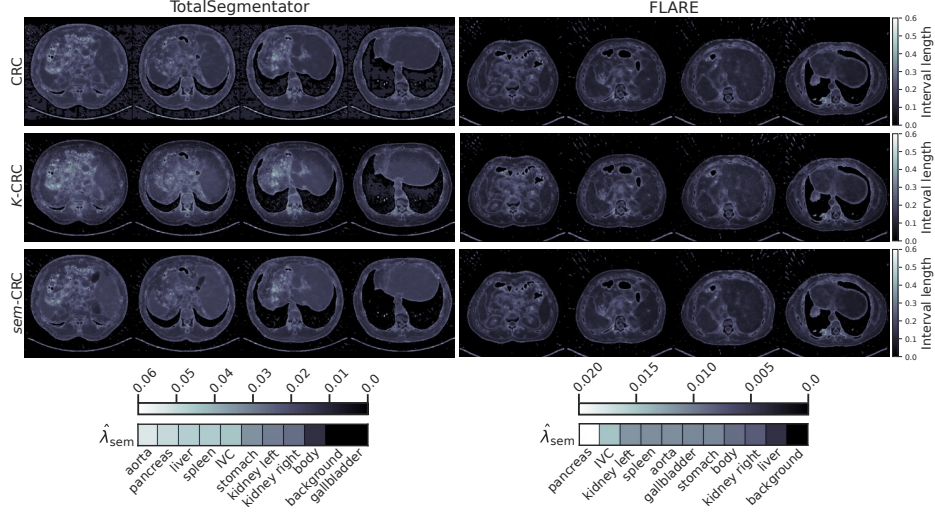 TotalSegmentator
FLARE
CRC
0.6
0.5
0.4
0.3
0.2
0.1
0.0
Interval length
K-CRC
0.6
0.5
0.4
0.3
0.2
0.1
0.0
Interval length
sem-CRC
0.6
0.5
0.4
0.3
0.2
0.1
0.0
Interval length
0.06 0.05 0.04 0.03 0.02 0.01 0.0
0.020 0.015 0.010 0.005 0.0
λ̂sem
aorta pancreas liver spleen IVC stomach kidney left kidney right body background gallbladder
λ̂sem
pancreas IVC kidney left spleen aorta gallbladder stomach body kidney right liver background